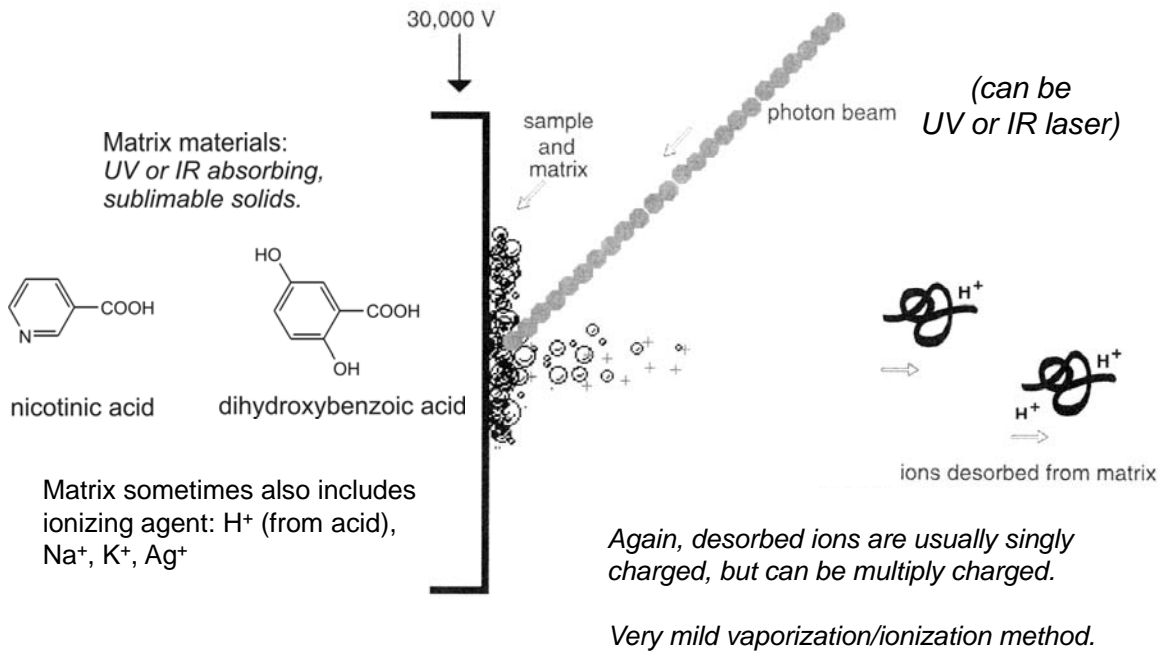 30,000 V
(can be
UV or IR laser)
photon beam
sample
and
matrix
Matrix materials:
UV or IR absorbing,
sublimable solids.
HO
COOH
N
COOH
OH
nicotinic acid
dihydroxybenzoic acid
H+
H+
H+
ions desorbed from matrix
Matrix sometimes also includes
ionizing agent: H+ (from acid),
Na+, K+, Ag+
Again, desorbed ions are usually singly
charged, but can be multiply charged.
Very mild vaporization/ionization method.